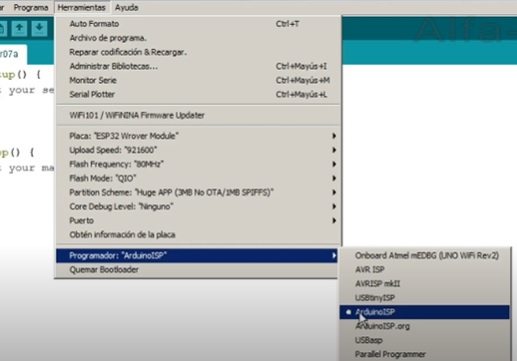 Programa Herramientas Ayuda
Alfa
r07a
tup() {
t your se
op() {
t your ma
Auto Formato Ctrl+T
Archivo de programa.
Reparar codificación & Recargar.
Administrar Bibliotecas... Ctrl+Mayús+I
Monitor Serie Ctrl+Mayús+M
Serial Plotter Ctrl+Mayús+L
WiFi101 / WiFiNINA Firmware Updater
Placa: "ESP32 Wrover Module"
Upload Speed: "921600"
Flash Frequency: "80MHz"
Flash Mode: "QIO"
Partition Scheme: "Huge APP (3MB No OTA/1MB SPIFFS)"
Core Debug Level: "Ninguno"
Puerto
Obtén información de la placa
Programador: "ArduinoISP"
Quemar Bootloader
Onboard Atmel mEDBG (UNO WiFi Rev2)
AVR ISP
AVRISP mkII
USBtinyISP
ArduinoISP
ArduinoISP.org
USBasp
Parallel Programmer